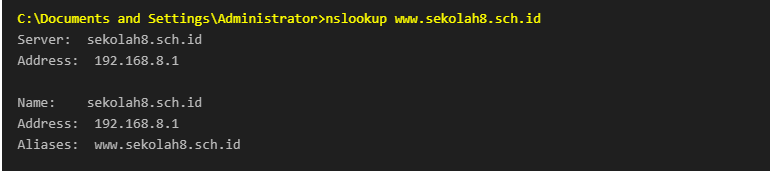 C:\Documents and Settings\Administrator>nslookup www.sekolah8.sch.id
Server:  sekolah8.sch.id
Address:  192.168.8.1
Name:    sekolah8.sch.id
Address:  192.168.8.1
Aliases:  www.sekolah8.sch.id